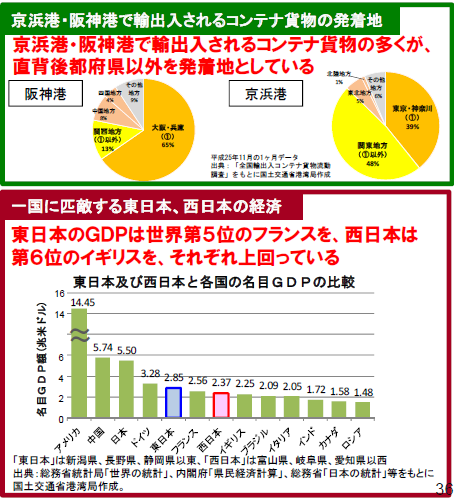 京浜港・阪神港で輸出入されるコンテナ貨物の発着地
京浜港・阪神港で輸出入されるコンテナ貨物の多くが、
直背後都府県以外を発着地としている
阪神港
その他
地方
9%
四国地方
4%
中国地方
8%
関西地方
(①以外)
13%
大阪・兵庫
(①)
65%
京浜港
北陸地方
1%
その他
地方
6%
東北地方
5%
東京・神奈川
(①)
39%
関東地方
(①以外)
48%
平成25年11月の1ヶ月データ
出典:「全国輸出入コンテナ貨物流動
調査」をもとに国土交通省港湾局作成
一国に匹敵する東日本、西日本の経済
東日本のGDPは世界第5位のフランスを、西日本は
第6位のイギリスを、それぞれ上回っている
東日本及び西日本と各国の名目GDPの比較
名目GDP額(兆米ドル)
16
14
6
4
2
0
14.45
5.74
5.50
3.28
2.85
2.56
2.37
2.25
2.09
2.05
1.72
1.58
1.48
アメリカ
中国
日本
ドイツ
東日本
フランス
西日本
イギリス
ブラジル
イタリア
インド
カナダ
ロシア
「東日本」は新潟県、長野県、静岡県以東、「西日本」は富山県、岐阜県、愛知県以西
出典:総務省統計局「世界の統計」、内閣府「県民経済計算」、総務省「日本の統計」等をもとに
国土交通省港湾局作成。
36